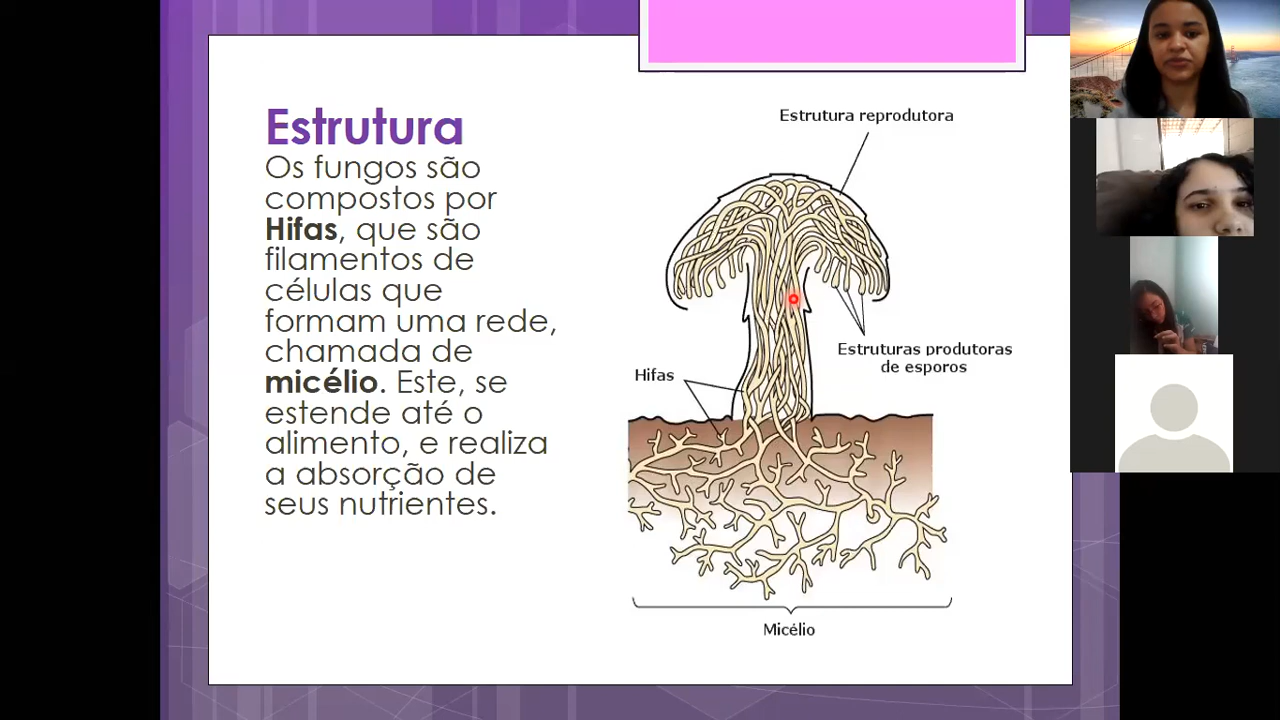 Estrutura
Os fungos são
compostos por
Hifas, que são
filamentos de
células que
formam uma rede,
chamada de
micélio. Este, se
estende até o
alimento, e realiza
a absorção de
seus nutrientes.
Estrutura reprodutora
Estruturas produtoras
de esporos
Hifas
Micélio